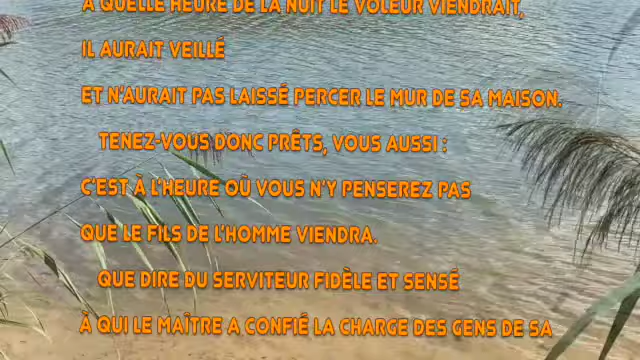 À QUELLE HEURE DE LA NUIT LE VOLEUR VIENDRAIT,
IL AURAIT VEILLÉ
ET N'AURAIT PAS LAISSÉ PERCER LE MUR DE SA MAISON.
TENEZ-VOUS DONC PRÊTS, VOUS AUSSI :
C'EST À L'HEURE OÙ VOUS N'Y PENSEREZ PAS
QUE LE FILS DE L'HOMME VIENDRA.
QUE DIRE DU SERVITEUR FIDÈLE ET SENSÉ
À QUI LE MAÎTRE A CONFIÉ LA CHARGE DES GENS DE SA